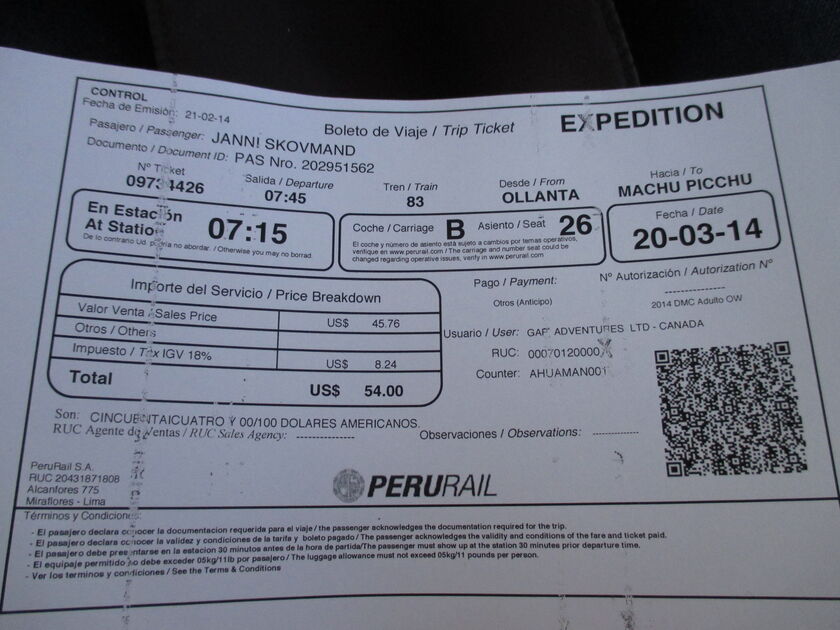 CONTROL
Fecha de Emisión: 21-02-14
Boleto de Viaje / Trip Ticket
EXPEDITION
Pasajero / Passenger: JANNI SKOVMAND
Documento / Document ID: PAS Nro. 202951562
Nº Ticket
Salida / Departure
07:45
Tren / Train
83
Desde / From
OLLANTA
Hacia / To
MACHU PICCHU
En Estación
At Station
07:15
De lo contrario Ud. podria no abordar. / Otherwise you may no borrad.
Coche / Carriage B Asiento / Seat 26
El coche y número de asiento está sujeto a cambios por temas operativos,
verifique en www.perurail.com / The carriage and number seat could be
changed regarding operative issues, verify in www.perurail.com
Fecha / Date
20-03-14
Importe del Servicio / Price Breakdown
Valor Venta / Sales Price US$ 45.76
Otros / Others
Impuesto / Tax IGV 18% US$ 8.24
Total US$ 54.00
Pago / Payment:
Otros (Anticipo)
Nº Autorización / Autorization Nº
--------------
2014 DMC Adulto OW
Usuario / User: GAP ADVENTURES LTD - CANADA
RUC: 00070120000
Counter: AHUAMAN001
Son: CINCUENTAICUATRO Y 00/100 DOLARES AMERICANOS.
RUC Agente de Ventas / RUC Sales Agency: --------------
Observaciones / Observations: -----------
PeruRail S.A.
RUC 20431871808
Alcanfores 775
Miraflores - Lima
PERURAIL
Términos y Condiciones:
- El pasajero declara conocer la documentacion requerida para el viaje / the passenger acknowledges the documentation required for the trip.
- El pasajero declara conocer la validez y condiciones de la tarifa y boleto pagado / The passenger acknowledges the validity and conditions of the fare and ticket paid.
- El pasajero debe presentarse en la estacion 30 minutos antes de la hora de partida/The passenger must show up at the station 30 minutes prior departure time.
- El equipaje permitido no debe exceder 05kg/11lb por pasajero / The luggage allowance must not exceed 05kg/11 pounds per person.
- Ver los terminos y condiciones / See the Terms & Conditions